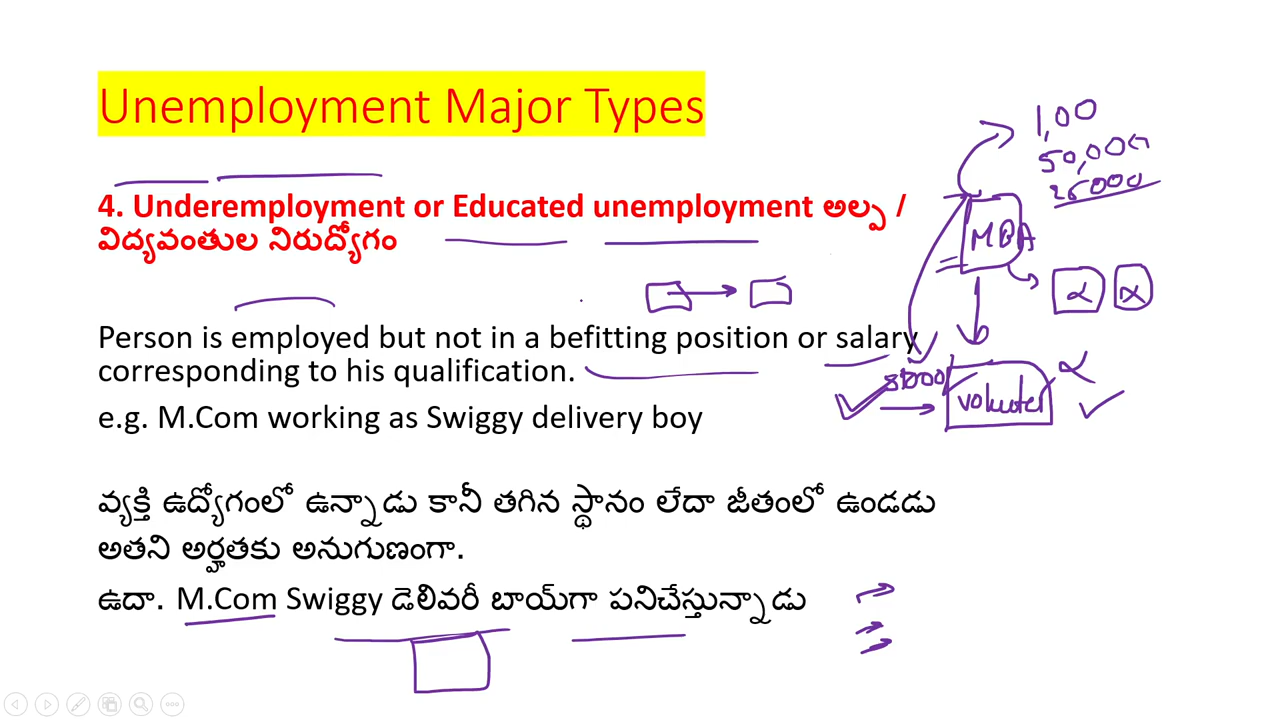 Unemployment Major Types
4. Underemployment or Educated unemployment అల్ప /
విద్యవంతుల నిరుద్యోగం
Person is employed but not in a befitting position or salary
corresponding to his qualification.
e.g. M.Com working as Swiggy delivery boy
వ్యక్తి ఉద్యోగంలో ఉన్నాడు కానీ తగిన స్థానం లేదా జీతంలో ఉండడు
అతని అర్హతకు అనుగుణంగా.
ఉదా. M.Com Swiggy డెలివరీ బాయ్‌గా పనిచేస్తున్నాడు
1,00
50,000
25000
MBA